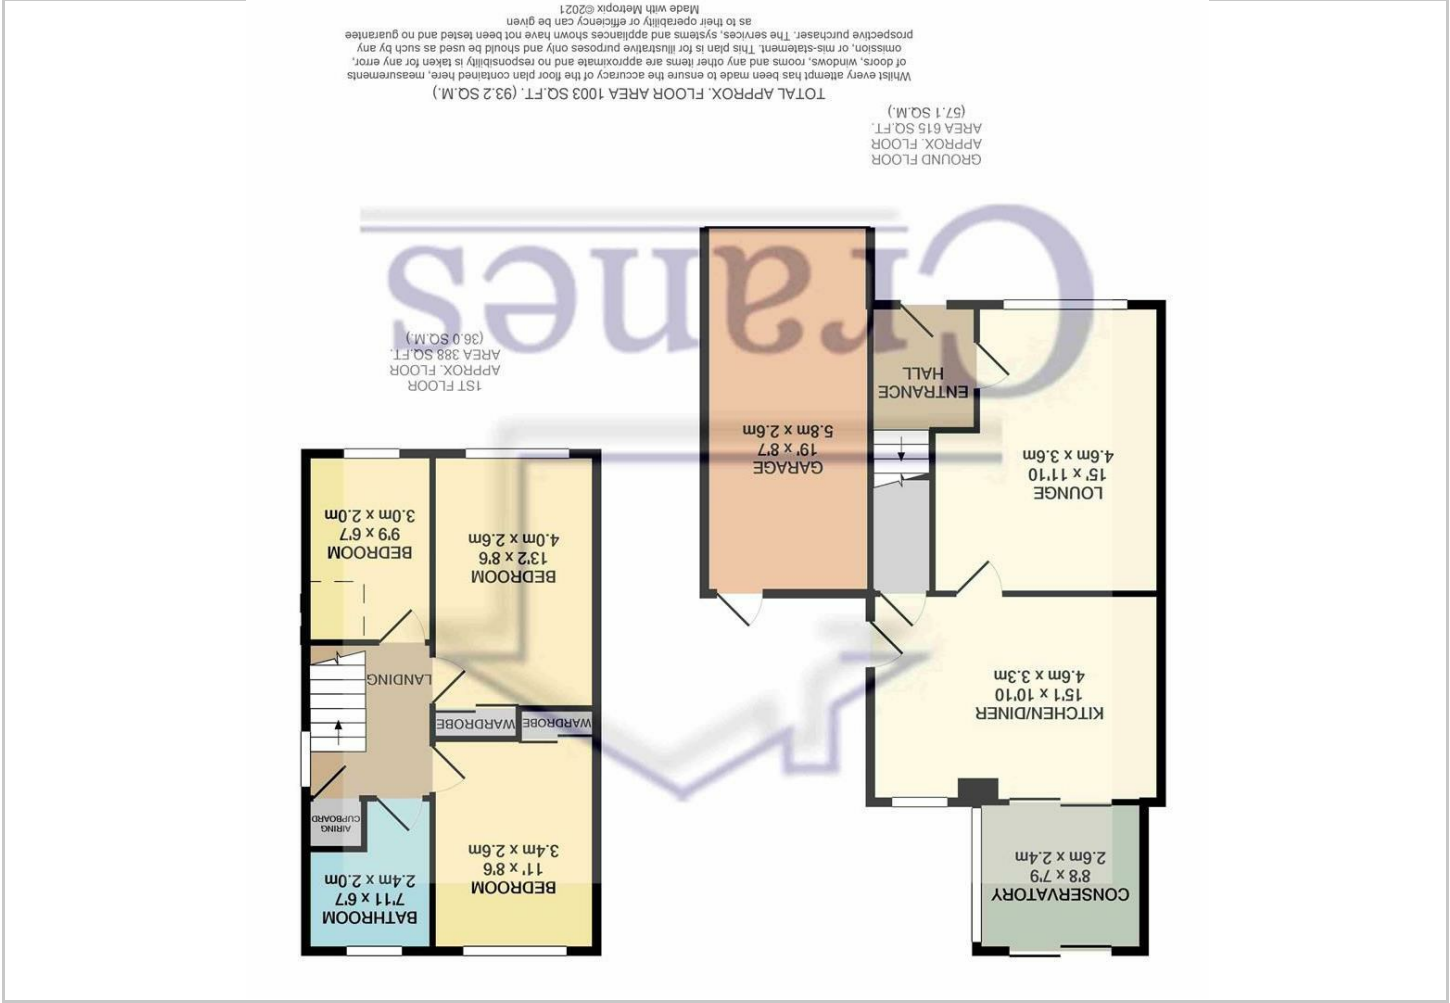 CONSERVATORY
8'8 x 7'9
2.6m x 2.4m
KITCHEN/DINER
15'1 x 10'10
4.6m x 3.3m
LOUNGE
15' x 11'10
4.6m x 3.6m
ENTRANCE
HALL
GARAGE
19' x 8'7
5.8m x 2.6m
GROUND FLOOR
APPROX. FLOOR
AREA 615 SQ.FT.
(57.1 SQ.M.)
BATHROOM
7'11 x 6'7
2.4m x 2.0m
BEDROOM
11' x 8'6
3.4m x 2.6m
AIRING
CUPBOARD
WARDROBE
WARDROBE
LANDING
BEDROOM
13'2 x 8'6
4.0m x 2.6m
BEDROOM
9'9 x 6'7
3.0m x 2.0m
1ST FLOOR
APPROX. FLOOR
AREA 388 SQ.FT.
(36.0 SQ.M.)
Cranes
TOTAL APPROX. FLOOR AREA 1003 SQ.FT. (93.2 SQ.M.)
Whilst every attempt has been made to ensure the accuracy of the floor plan contained here, measurements
of doors, windows, rooms and any other items are approximate and no responsibility is taken for any error,
omission, or mis-statement. This plan is for illustrative purposes only and should be used as such by any
prospective purchaser. The services, systems and appliances shown have not been tested and no guarantee
as to their operability or efficiency can be given
Made with Metropix ©2021